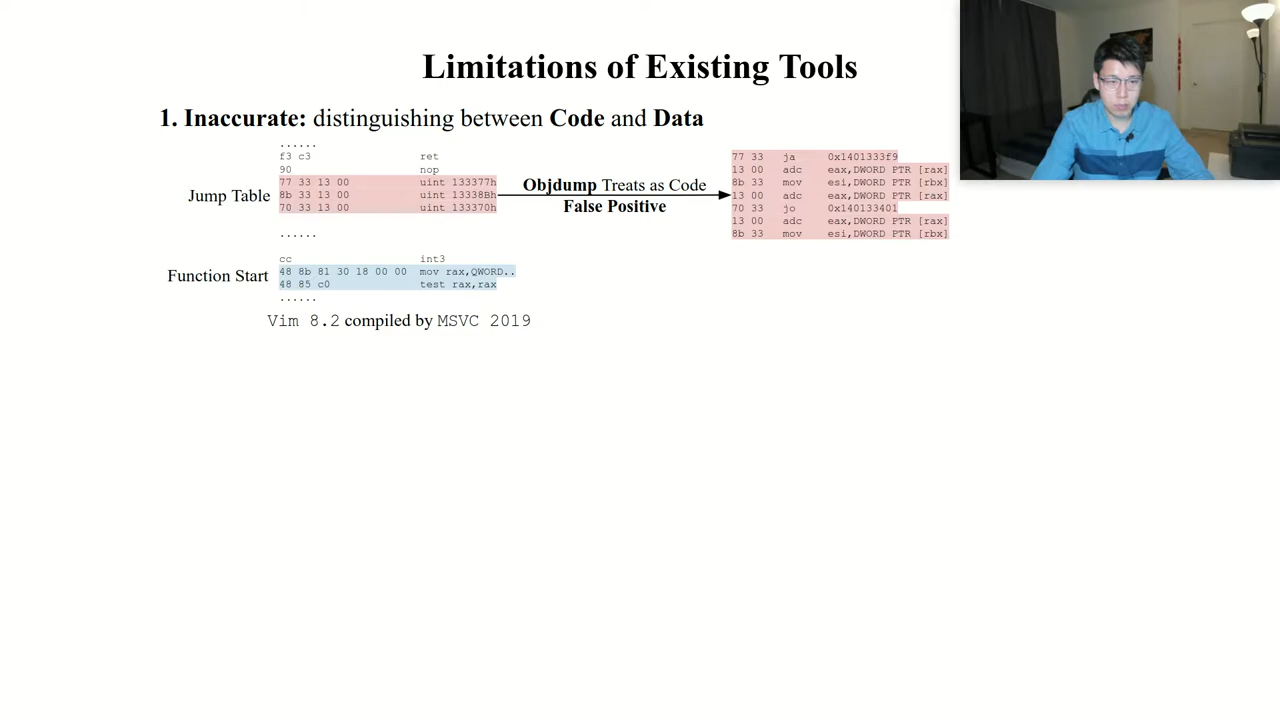 Limitations of Existing Tools
1. Inaccurate: distinguishing between Code and Data
......
f3 c3 ret
90 nop
Jump Table
77 33 13 00 uint 133377h
8b 33 13 00 uint 13338Bh
70 33 13 00 uint 133370h
......
Objdump Treats as Code
False Positive
77 33 ja 0x1401333f9
13 00 adc eax,DWORD PTR [rax]
8b 33 mov esi,DWORD PTR [rbx]
13 00 adc eax,DWORD PTR [rax]
70 33 jo 0x140133401
13 00 adc eax,DWORD PTR [rax]
8b 33 mov esi,DWORD PTR [rbx]
cc int3
Function Start
48 8b 81 30 18 00 00 mov rax,QWORD..
48 85 c0 test rax,rax
......
Vim 8.2 compiled by MSVC 2019